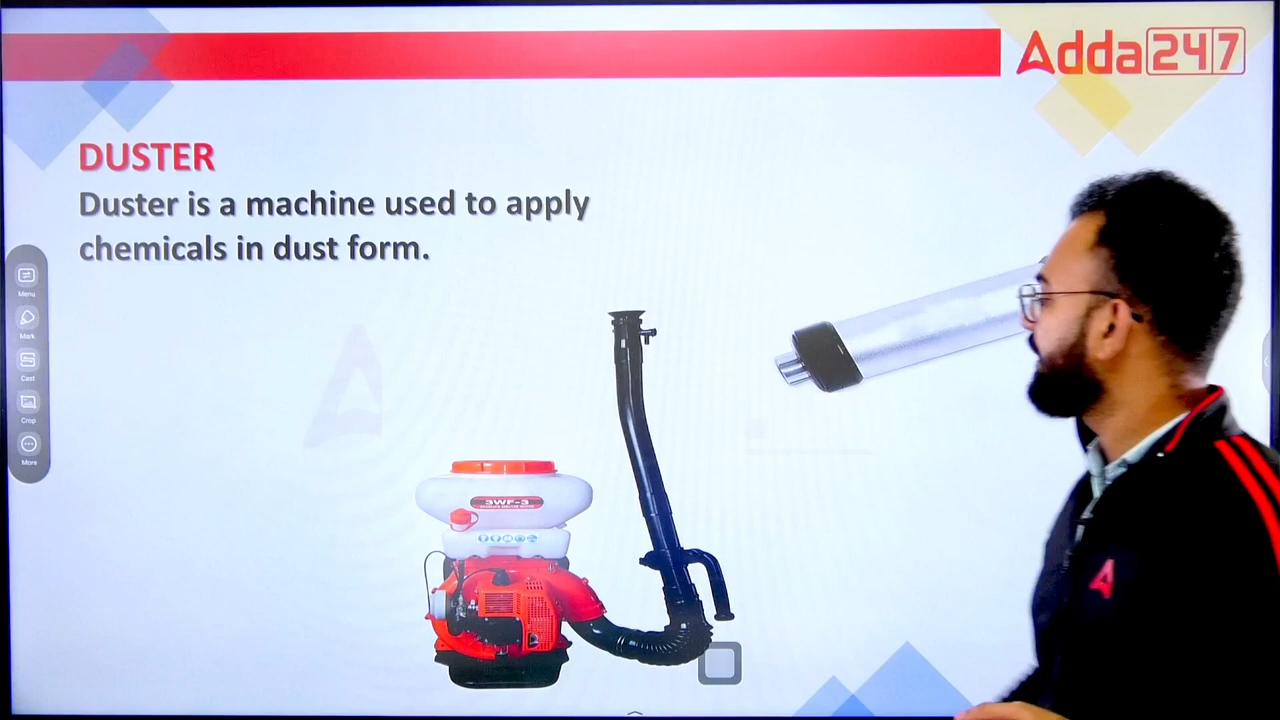 Adda247
DUSTER
Duster is a machine used to apply
chemicals in dust form.
Menu
Mark
Cast
Crop
More
3WF-3